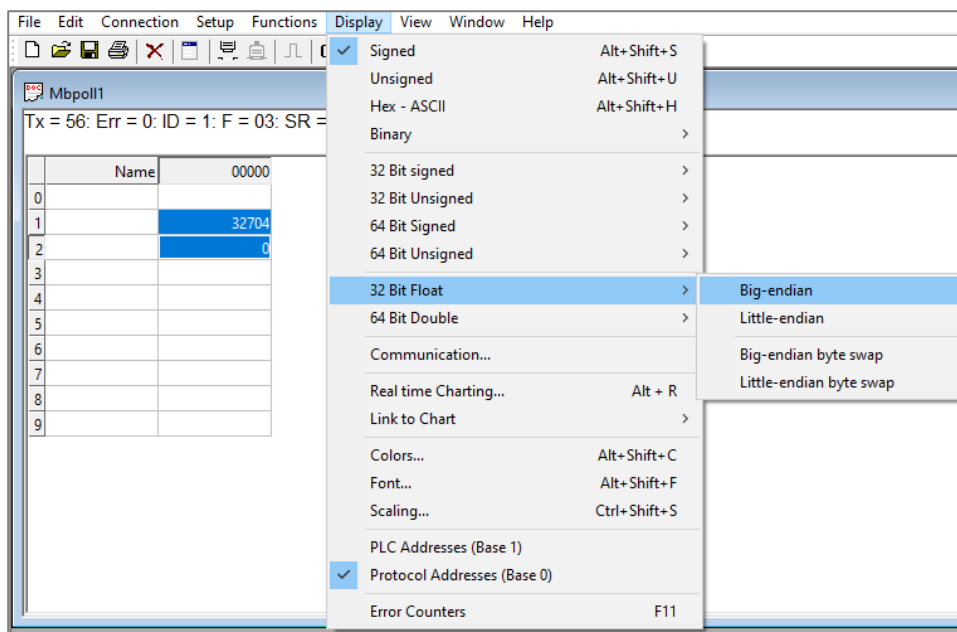 File Edit Connection Setup Functions Display View Window Help
Mbpoll1
Tx = 56: Err = 0: ID = 1: F = 03: SR =
Name 00000
0
1 32704
2 0
3
4
5
6
7
8
9
Signed Alt+Shift+S
Unsigned Alt+Shift+U
Hex - ASCII Alt+Shift+H
Binary
32 Bit signed
32 Bit Unsigned
64 Bit Signed
64 Bit Unsigned
32 Bit Float
64 Bit Double
Communication...
Real time Charting... Alt + R
Link to Chart
Colors... Alt+Shift+C
Font... Alt+Shift+F
Scaling... Ctrl+Shift+S
PLC Addresses (Base 1)
Protocol Addresses (Base 0)
Error Counters F11
Big-endian
Little-endian
Big-endian byte swap
Little-endian byte swap